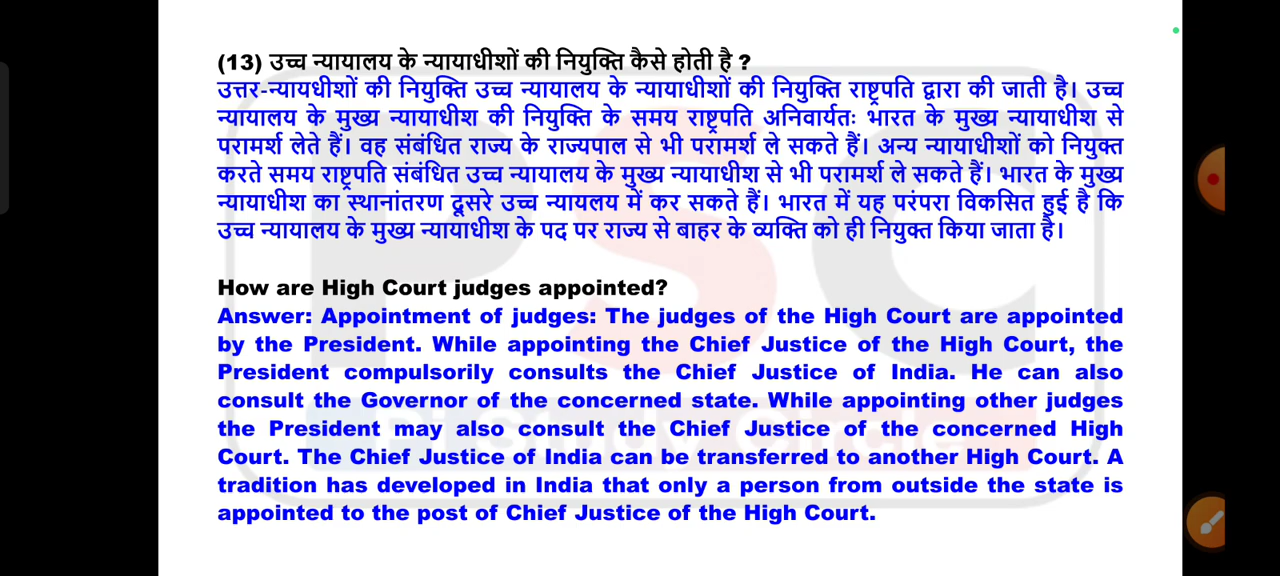 (13) उच्च न्यायालय के न्यायाधीशों की नियुक्ति कैसे होती है ?
उत्तर-न्यायधीशों की नियुक्ति उच्च न्यायालय के न्यायाधीशों की नियुक्ति राष्ट्रपति द्वारा की जाती है। उच्च
न्यायालय के मुख्य न्यायाधीश की नियुक्ति के समय राष्ट्रपति अनिवार्यतः भारत के मुख्य न्यायाधीश से
परामर्श लेते हैं। वह संबंधित राज्य के राज्यपाल से भी परामर्श ले सकते हैं। अन्य न्यायाधीशों को नियुक्त
करते समय राष्ट्रपति संबंधित उच्च न्यायालय के मुख्य न्यायाधीश से भी परामर्श ले सकते हैं। भारत के मुख्य
न्यायाधीश का स्थानांतरण दूसरे उच्च न्यायलय में कर सकते हैं। भारत में यह परंपरा विकसित हुई है कि
उच्च न्यायालय के मुख्य न्यायाधीश के पद पर राज्य से बाहर के व्यक्ति को ही नियुक्त किया जाता है।
How are High Court judges appointed?
Answer: Appointment of judges: The judges of the High Court are appointed
by the President. While appointing the Chief Justice of the High Court, the
President compulsorily consults the Chief Justice of India. He can also
consult the Governor of the concerned state. While appointing other judges
the President may also consult the Chief Justice of the concerned High
Court. The Chief Justice of India can be transferred to another High Court. A
tradition has developed in India that only a person from outside the state is
appointed to the post of Chief Justice of the High Court.
PSC